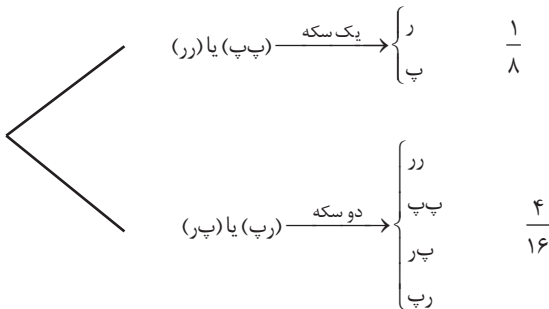 (رر) یا (پپ) یک سکه ر ۱/۸
پ
(پر) یا (رپ) دو سکه رر ۴/۱۶
پپ
پر
رپ